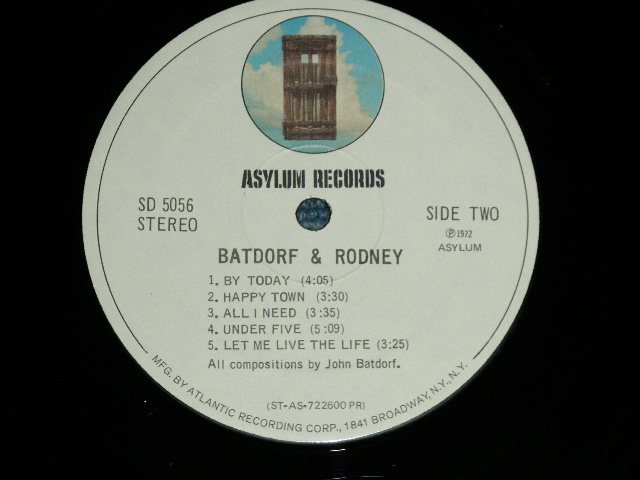 ASYLUM RECORDS
SD 5056
STEREO
SIDE TWO
Ⓟ1972
ASYLUM
BATDORF & RODNEY
1. BY TODAY (4:05)
2. HAPPY TOWN (3:30)
3. ALL I NEED (3:35)
4. UNDER FIVE (5:09)
5. LET ME LIVE THE LIFE (3:25)
All compositions by John Batdorf.
(ST-AS-722600 PR)
MFG. BY ATLANTIC RECORDING CORP., 1841 BROADWAY, N.Y., N.Y.